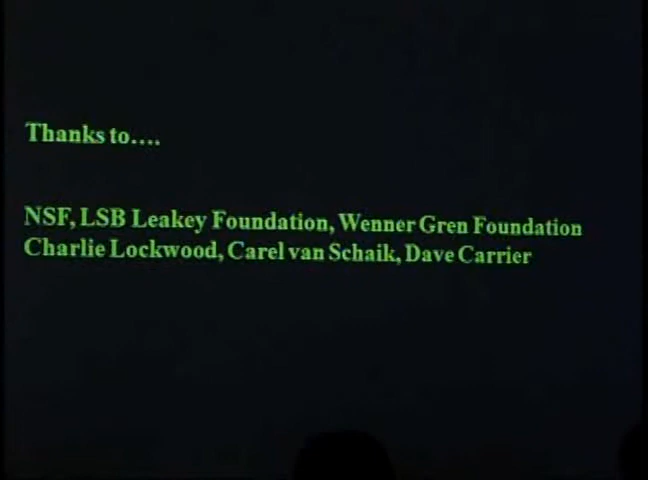 Thanks to....
NSF, LSB Leakey Foundation, Wenner Gren Foundation
Charlie Lockwood, Carel van Schaik, Dave Carrier